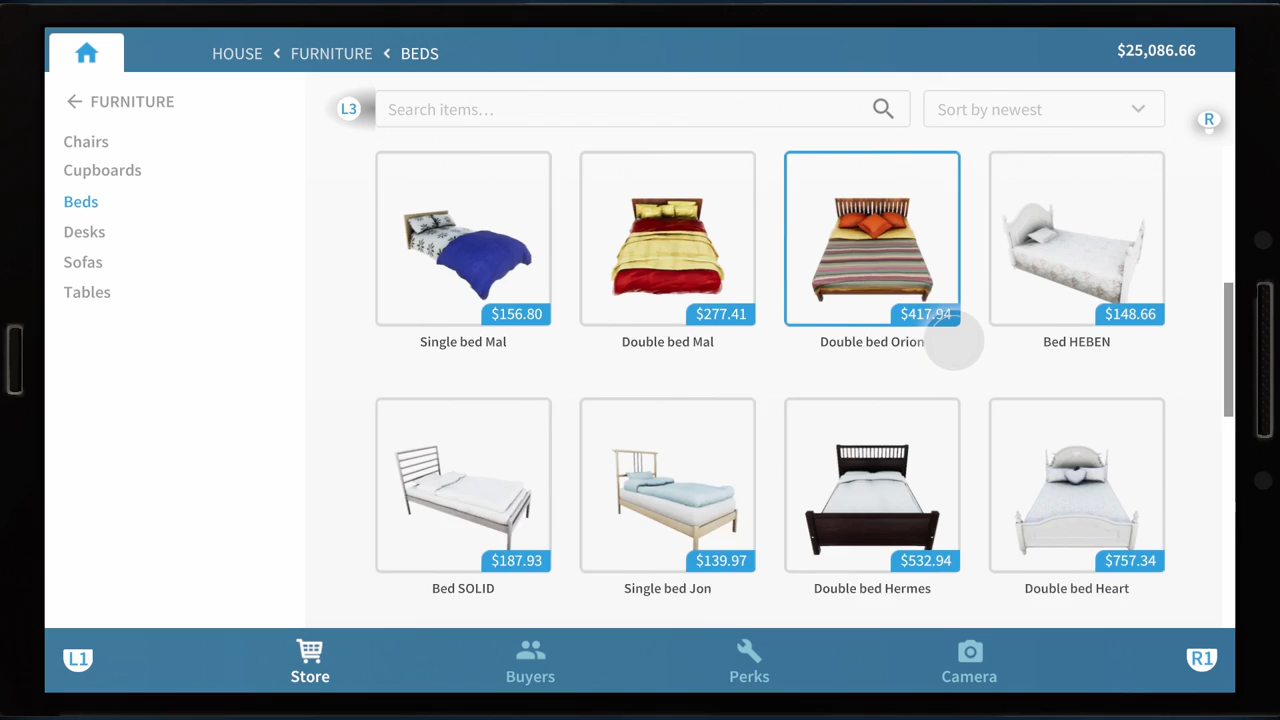 HOUSE < FURNITURE < BEDS
$25,086.66
FURNITURE
Chairs
Cupboards
Beds
Desks
Sofas
Tables
L3
Search items…
Sort by newest
R
$156.80
$277.41
$417.94
$148.66
Single bed Mal
Double bed Mal
Double bed Orion
Bed HEBEN
$187.93
$139.97
$532.94
$757.34
Bed SOLID
Single bed Jon
Double bed Hermes
Double bed Heart
L1
Store
Buyers
Perks
Camera
R1